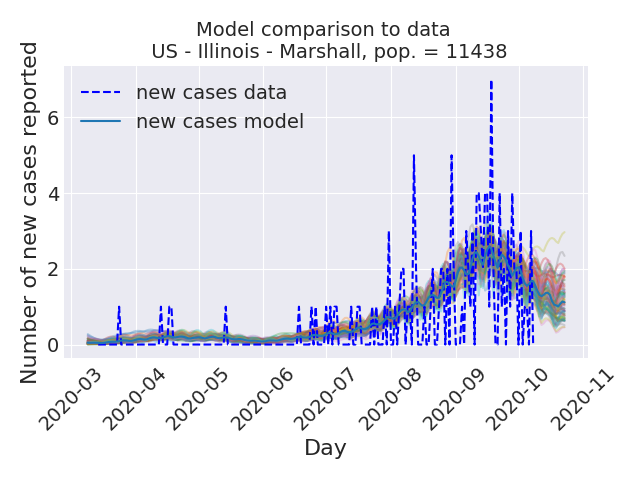 Model comparison to data
US - Illinois - Marshall, pop. = 11438
Number of new cases reported
new cases data
new cases model
6
4
2
0
2020-03
2020-04
2020-05
2020-06
2020-07
2020-08
2020-09
2020-10
2020-11
Day